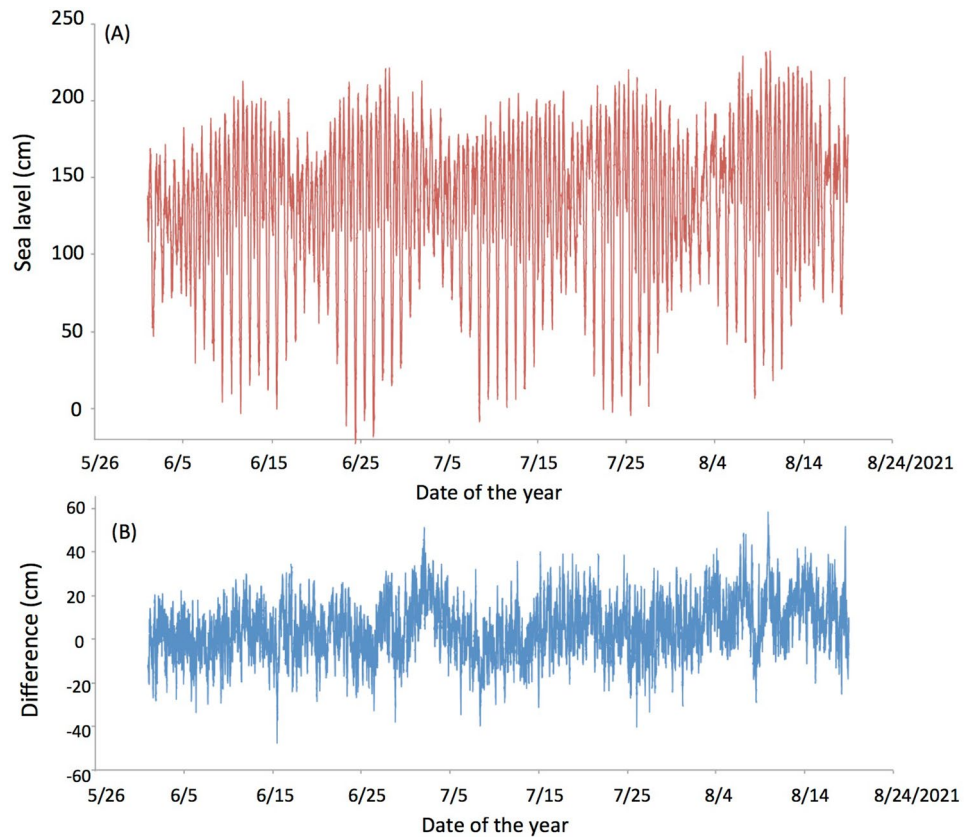 (A)
250
200
150
100
50
0
Sea lavel (cm)
5/26 6/5 6/15 6/25 7/5 7/15 7/25 8/4 8/14 8/24/2021
Date of the year
(B)
60
40
20
0
-20
-40
-60
Difference (cm)
5/26 6/5 6/15 6/25 7/5 7/15 7/25 8/4 8/14 8/24/2021
Date of the year